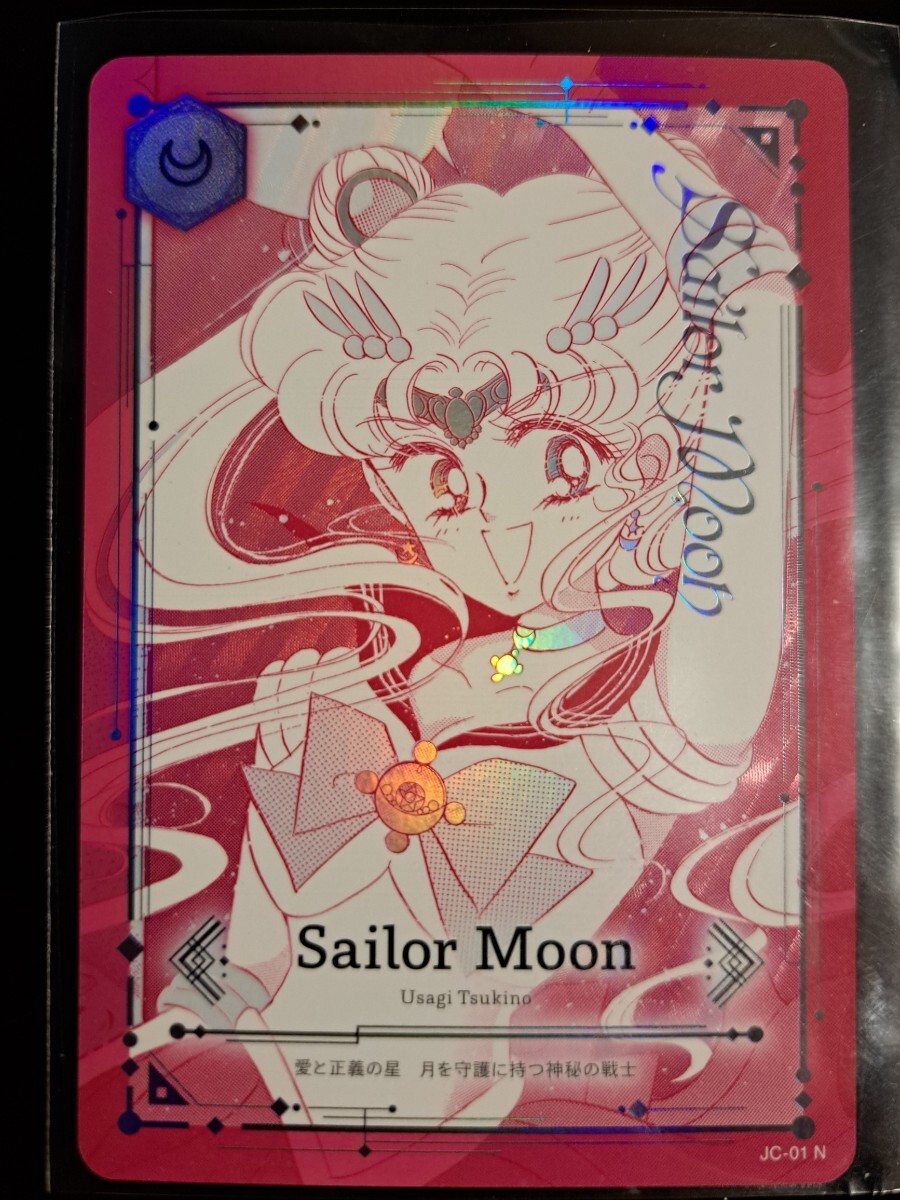 Sailor Moon
Sailor Moon
Usagi Tsukino
愛と正義の星　月を守護に持つ神秘の戦士
JC-01 N